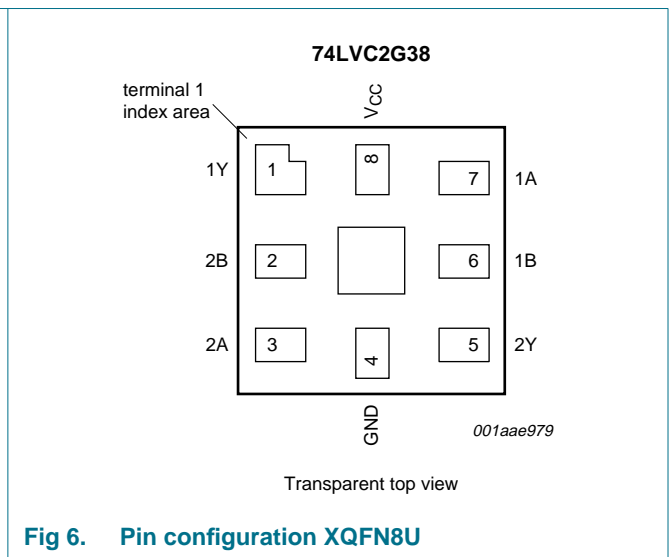 74LVC2G38
terminal 1
index area
VCC
1Y 1 8 7 1A
2B 2 6 1B
2A 3 4 5 2Y
GND
001aae979
Transparent top view
Fig 6. Pin configuration XQFN8U